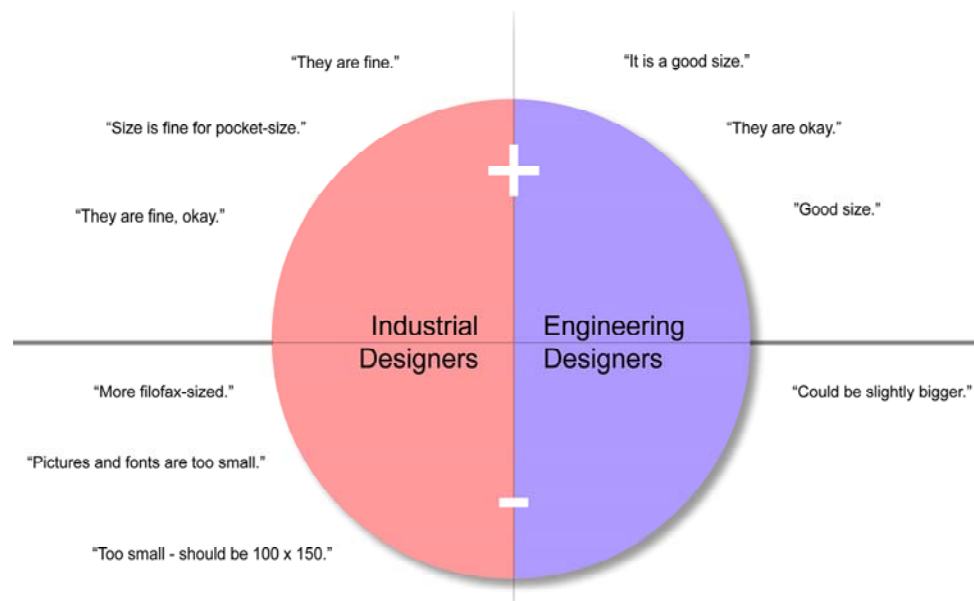 “They are fine.”
“It is a good size.”
“Size is fine for pocket-size.”
“They are okay.”
“They are fine, okay.”
”Good size.”
+
Industrial
Designers
Engineering
Designers
“More filofax-sized.”
“Could be slightly bigger.”
“Pictures and fonts are too small.”
-
“Too small - should be 100 x 150.”